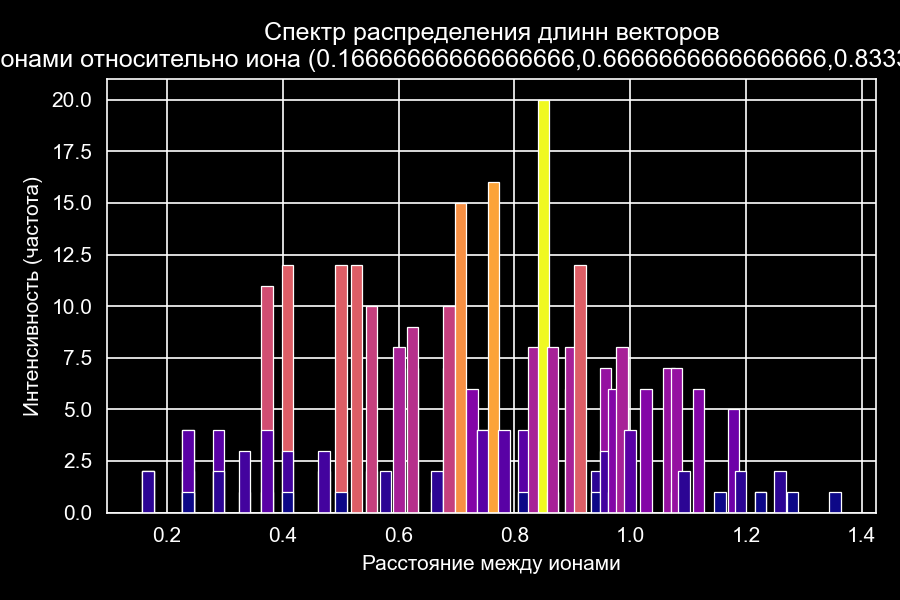 Спектр распределения длинн векторов
онами относительно иона (0.16666666666666666,0.6666666666666666,0.8333
20.0
17.5
15.0
12.5
10.0
7.5
5.0
2.5
0.0
Интенсивность (частота)
0.2 0.4 0.6 0.8 1.0 1.2 1.4
Расстояние между ионами